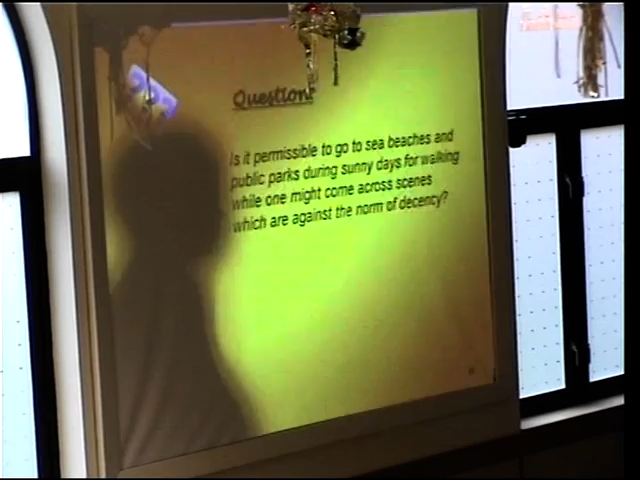 Question:
Is it permissible to go to sea beaches and
public parks during sunny days for walking
while one might come across scenes
which are against the norm of decency?